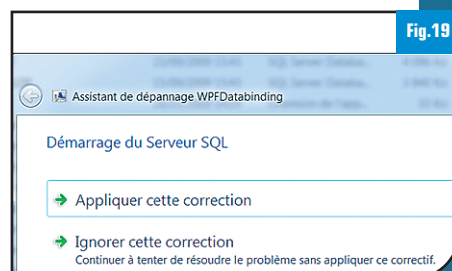 Fig.19
Assistant de dépannage WPFDatabinding
Démarrage du Serveur SQL
Appliquer cette correction
Ignorer cette correction
Continuer à tenter de résoudre le problème sans appliquer ce correctif.